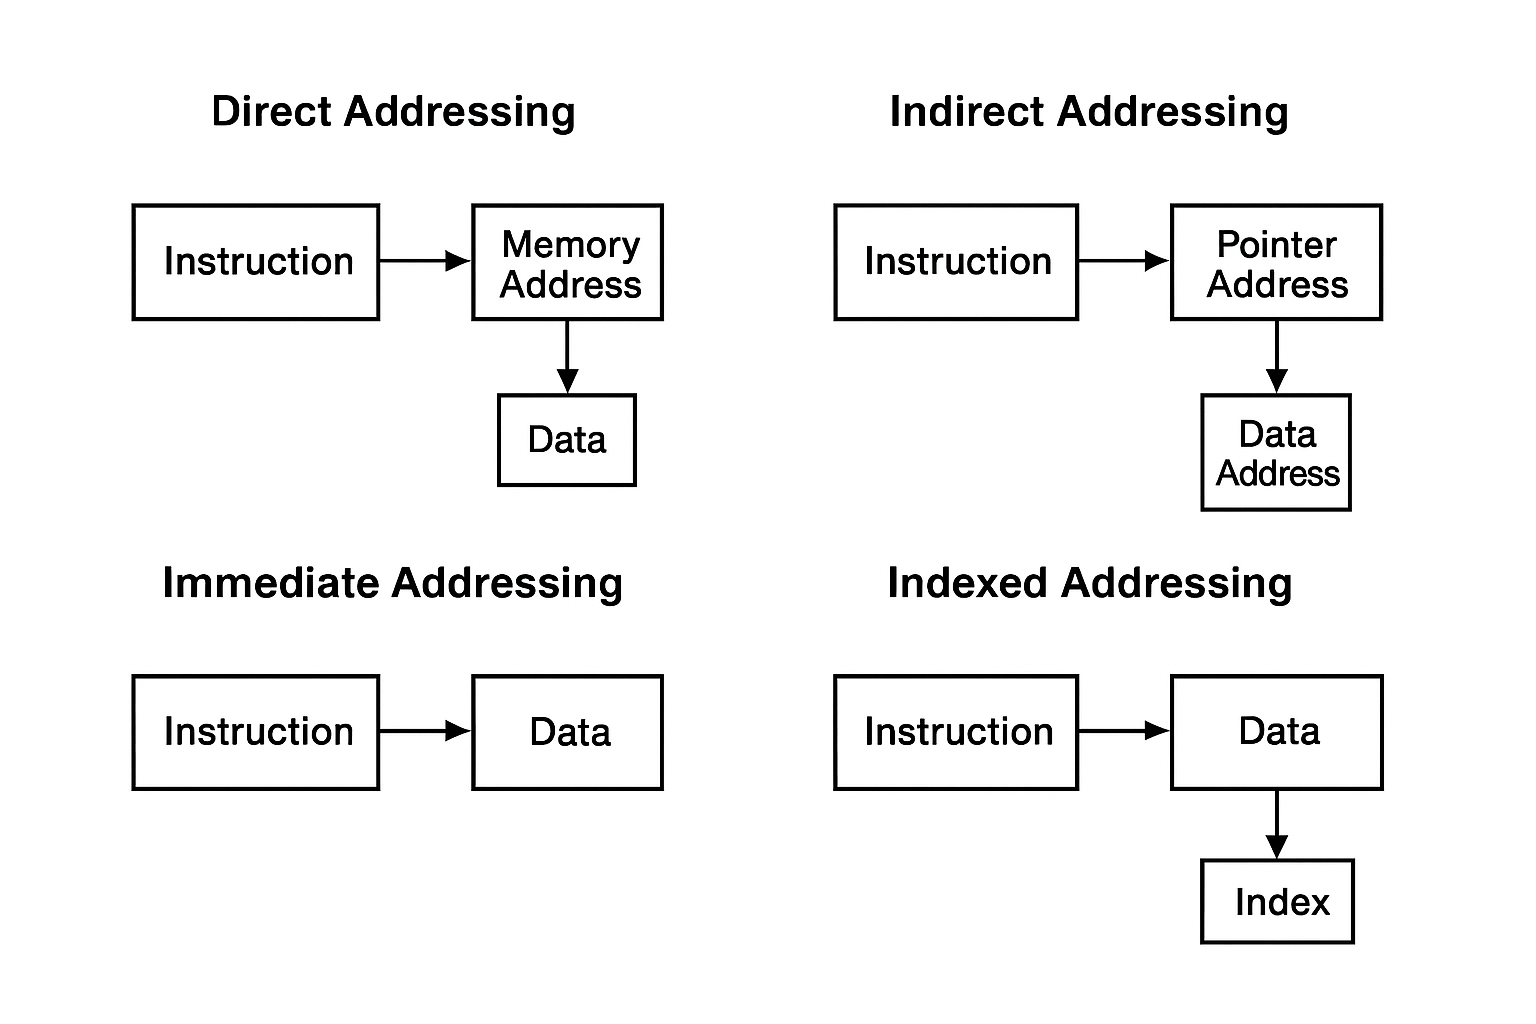 Direct Addressing
Instruction
Memory
Address
Data
Indirect Addressing
Instruction
Pointer
Address
Data
Address
Immediate Addressing
Instruction
Data
Indexed Addressing
Instruction
Data
Index